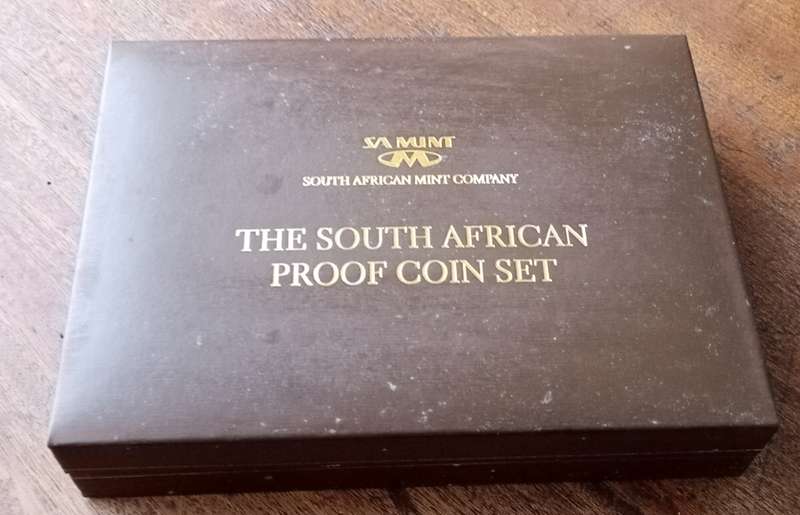 SA MINT
SOUTH AFRICAN MINT COMPANY
THE SOUTH AFRICAN
PROOF COIN SET